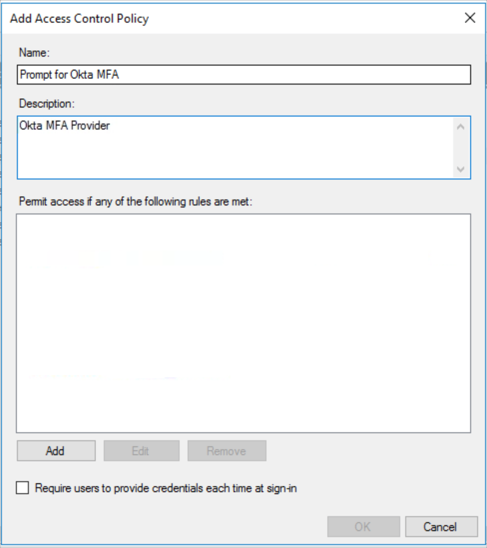 Add Access Control Policy
Name:
Prompt for Okta MFA
Description:
Okta MFA Provider
Permit access if any of the following rules are met:
Add Edit Remove
Require users to provide credentials each time at sign-in
OK Cancel